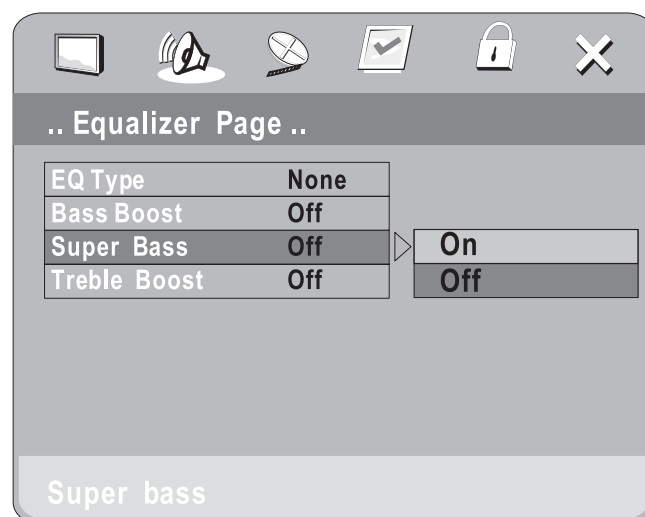 .. Equalizer Page ..
EQ Type None
Bass Boost Off
Super Bass Off On
Treble Boost Off Off
Super bass